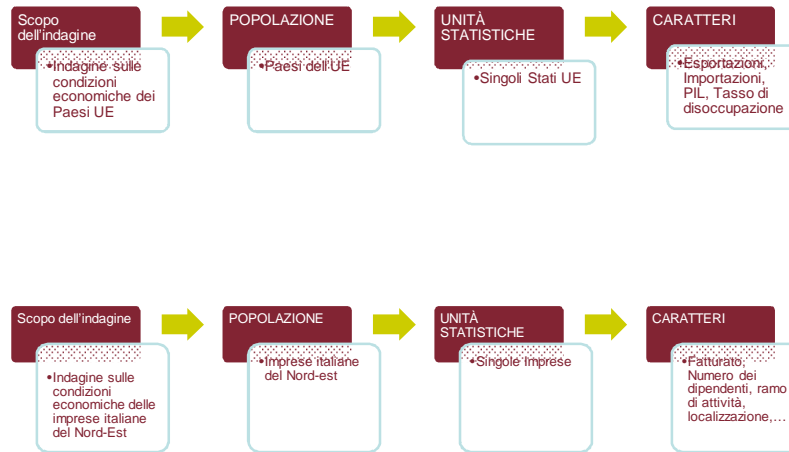 Scopo
dell'indagine
•Indagine sulle
condizioni
economiche dei
Paesi UE
POPOLAZIONE
•Paesi dell'UE
UNITÀ
STATISTICHE
•Singoli Stati UE
CARATTERI
•Esportazioni,
Importazioni,
PIL, Tasso di
disoccupazione
Scopo dell'indagine
•Indagine sulle
condizioni
economiche delle
imprese italiane
del Nord-Est
POPOLAZIONE
•Imprese italiane
del Nord-est
UNITÀ
STATISTICHE
•Singole Imprese
CARATTERI
•Fatturato,
Numero dei
dipendenti, ramo
di attività,
localizzazione,…